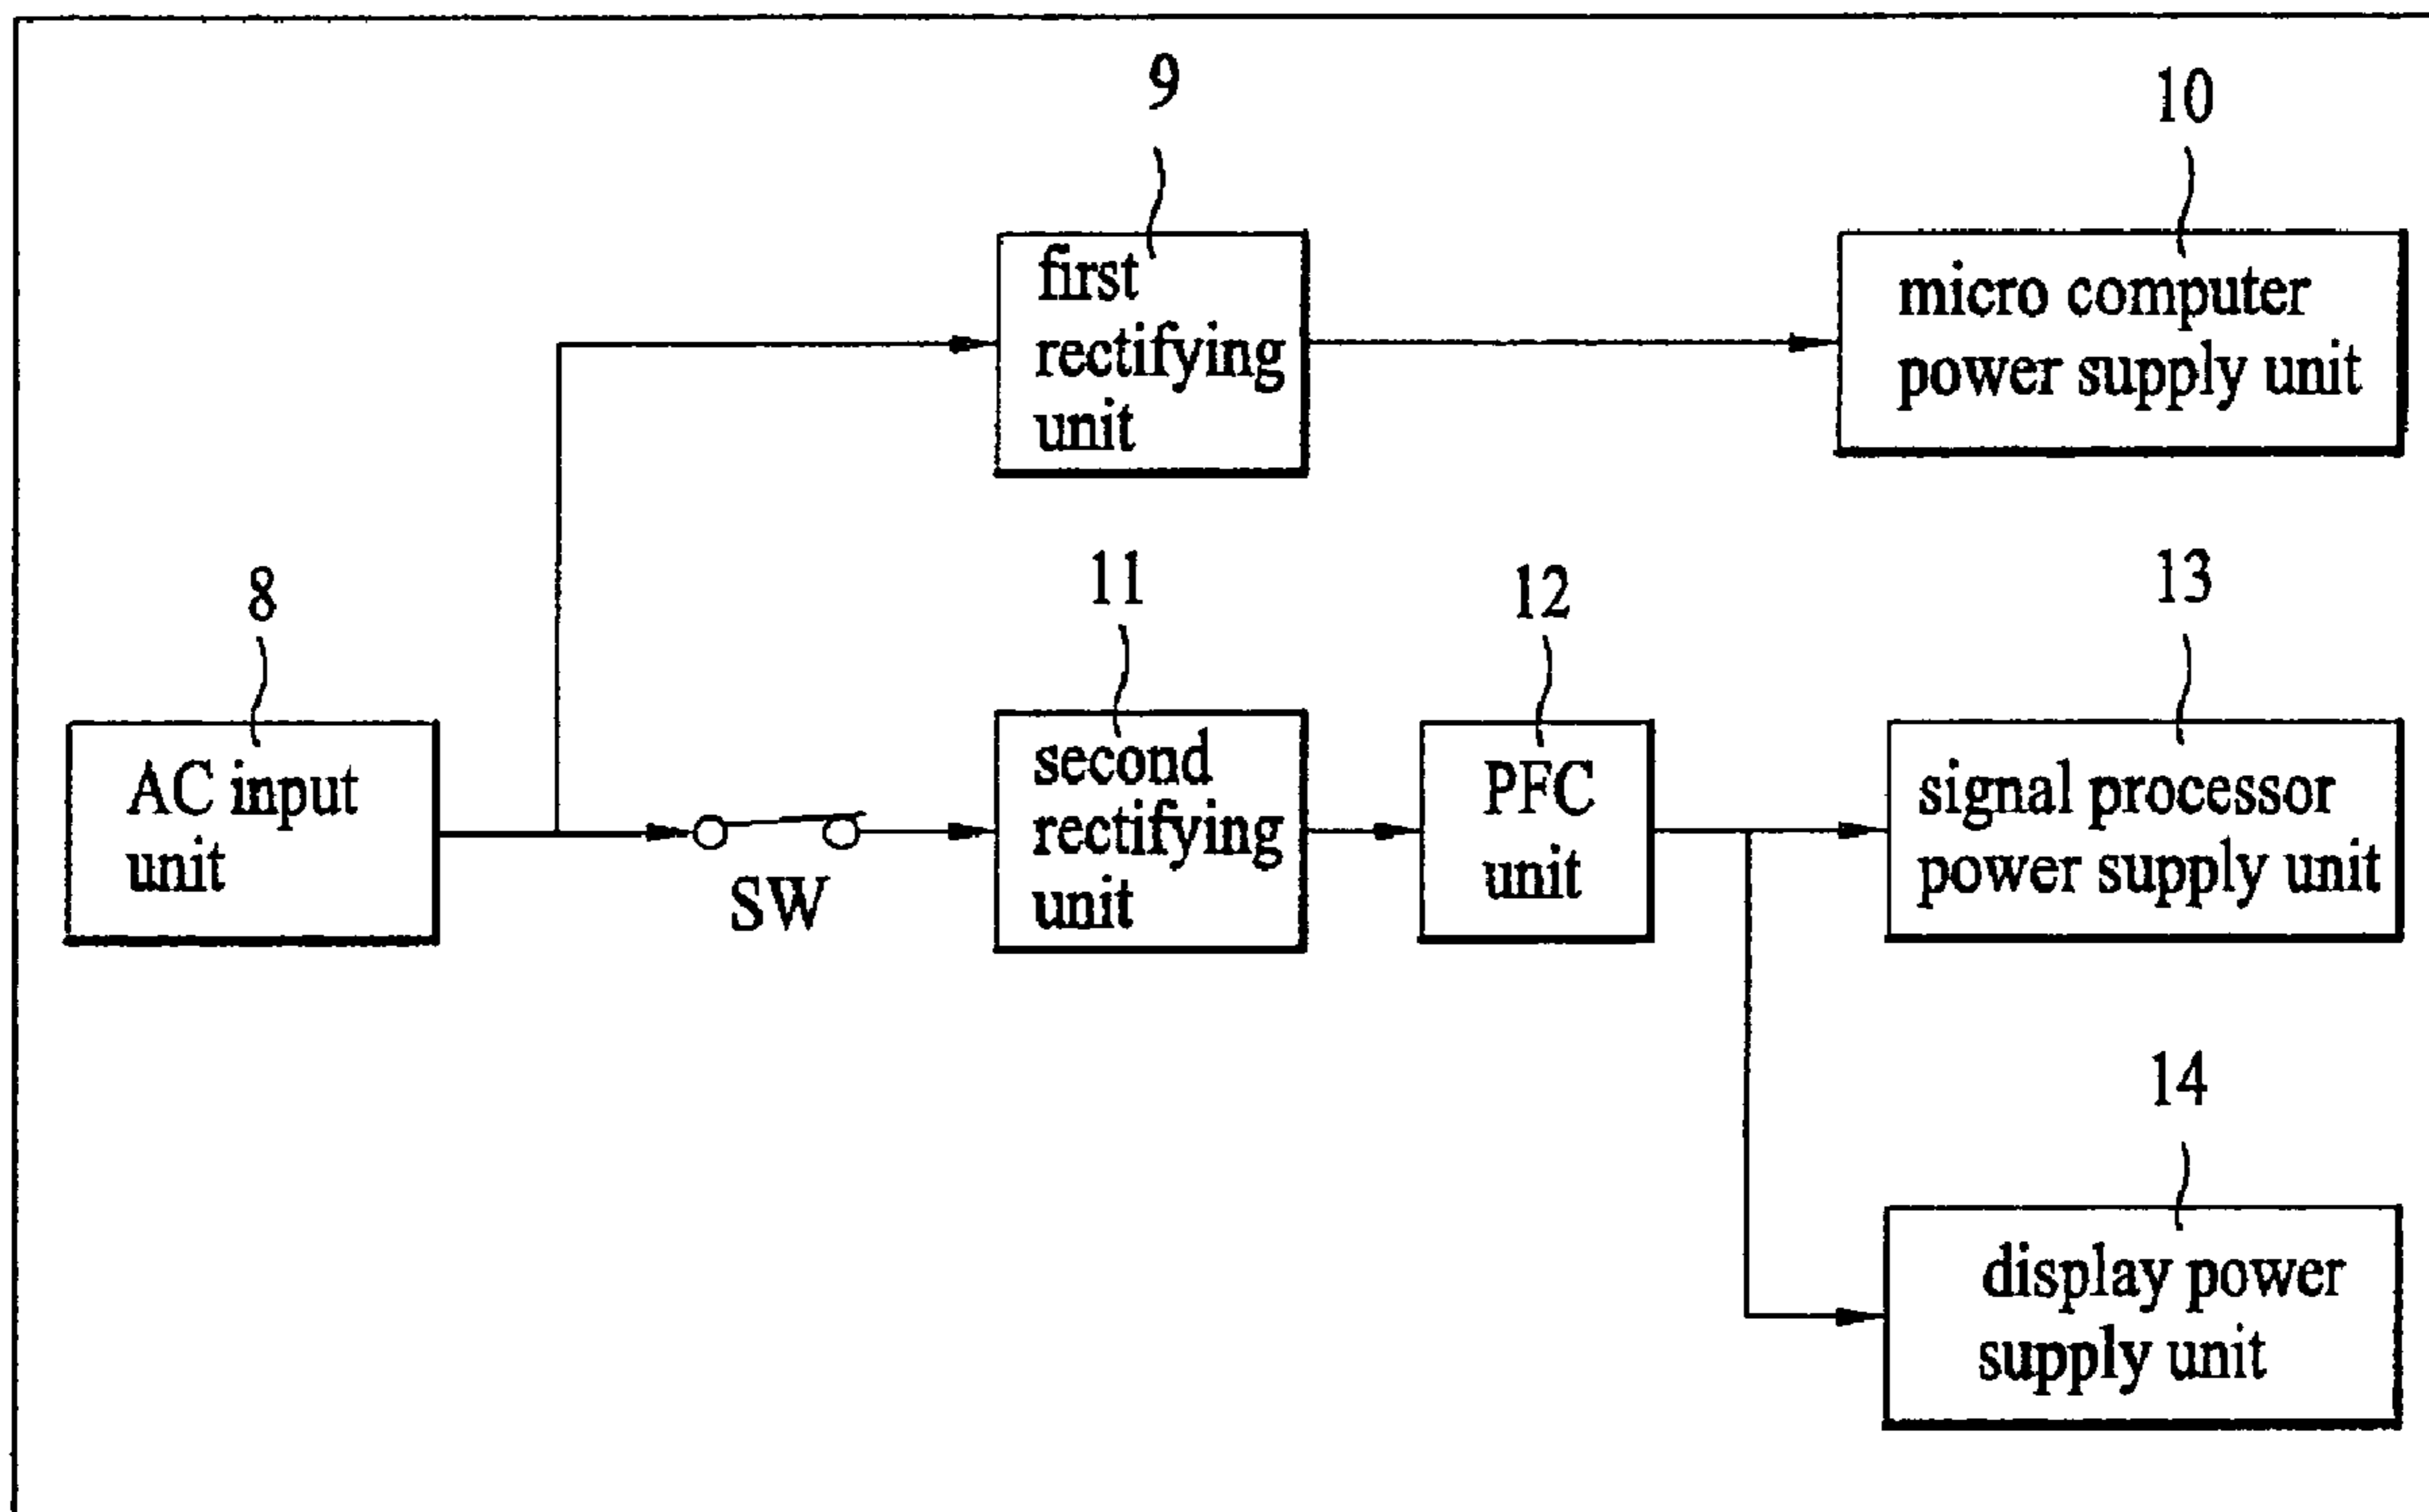 9
10
first
rectifying
unit
micro computer
power supply unit
8
11
12
13
AC input
unit
SW
second
rectifying
unit
PFC
unit
signal processor
power supply unit
14
display power
supply unit